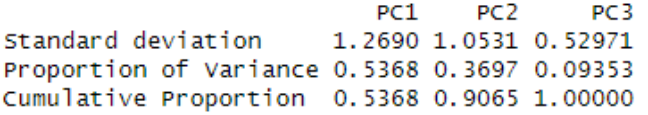 PC1 PC2 PC3
Standard deviation 1.2690 1.0531 0.52971
Proportion of Variance 0.5368 0.3697 0.09353
Cumulative Proportion 0.5368 0.9065 1.00000